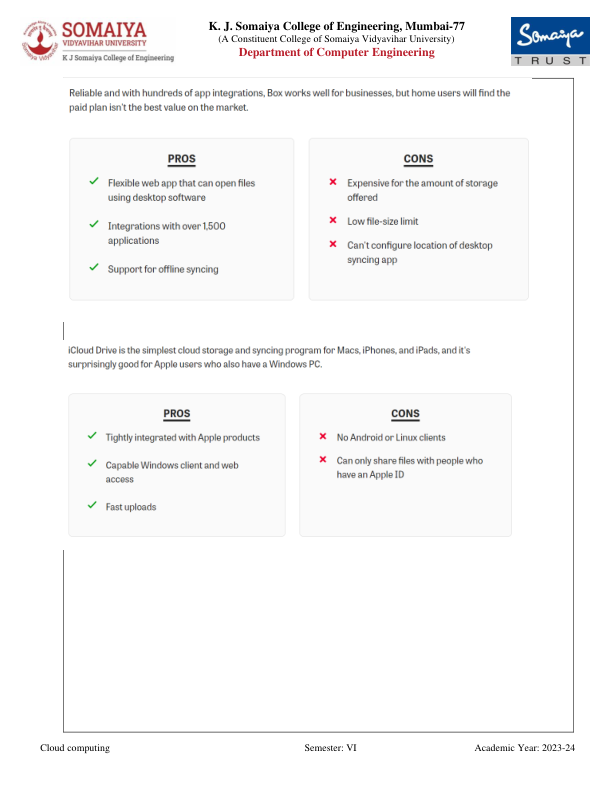 SOMAIYA
VIDYAVIHAR UNIVERSITY
K J Somaiya College of Engineering
K. J. Somaiya College of Engineering, Mumbai-77
(A Constituent College of Somaiya Vidyavihar University)
Department of Computer Engineering
Somaiya
TRUST
Reliable and with hundreds of app integrations, Box works well for businesses, but home users will find the
paid plan isn't the best value on the market.
PROS
Flexible web app that can open files
using desktop software
Integrations with over 1,500
applications
Support for offline syncing
CONS
Expensive for the amount of storage
offered
Low file-size limit
Can't configure location of desktop
syncing app
iCloud Drive is the simplest cloud storage and syncing program for Macs, iPhones, and iPads, and it's
surprisingly good for Apple users who also have a Windows PC.
PROS
Tightly integrated with Apple products
Capable Windows client and web
access
Fast uploads
CONS
No Android or Linux clients
Can only share files with people who
have an Apple ID
Cloud computing
Semester: VI
Academic Year: 2023-24